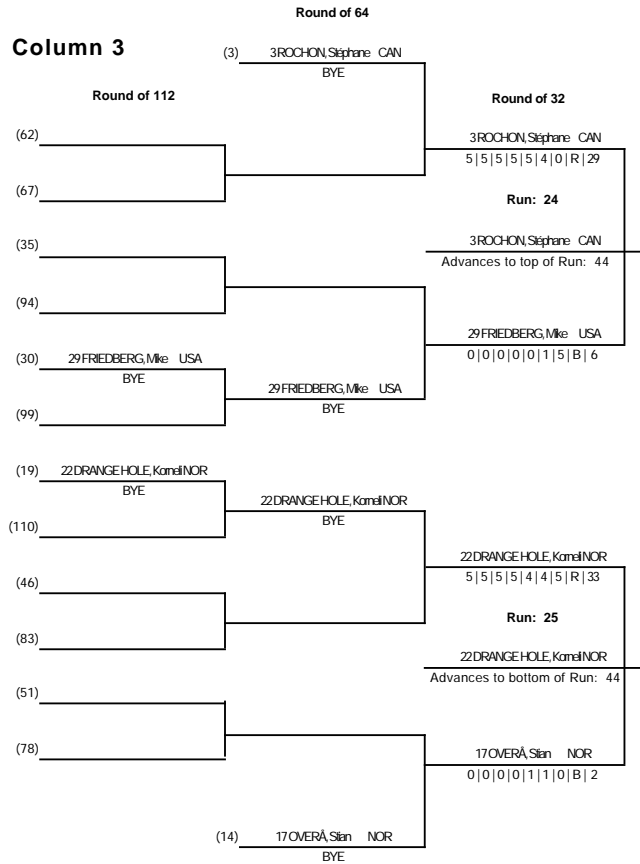 Round of 64
Column 3
(3) 3 ROCHON, Stéphane CAN
BYE
Round of 112
Round of 32
(62)
3 ROCHON, Stéphane CAN
5 | 5 | 5 | 5 | 5 | 4 | 0 | R | 29
(67)
Run: 24
(35)
3 ROCHON, Stéphane CAN
Advances to top of Run: 44
(94)
29 FRIEDBERG, Mike USA
0 | 0 | 0 | 0 | 0 | 1 | 5 | B | 6
(30) 29 FRIEDBERG, Mike USA
BYE
29 FRIEDBERG, Mike USA
BYE
(99)
(19) 22 DRANGE HOLE, Korneli NOR
BYE
22 DRANGE HOLE, Korneli NOR
BYE
(110)
22 DRANGE HOLE, Korneli NOR
5 | 5 | 5 | 5 | 4 | 4 | 5 | R | 33
(46)
Run: 25
(83)
22 DRANGE HOLE, Korneli NOR
Advances to bottom of Run: 44
(51)
(78)
17 OVERÅ, Stian NOR
0 | 0 | 0 | 0 | 1 | 1 | 0 | B | 2
(14) 17 OVERÅ, Stian NOR
BYE